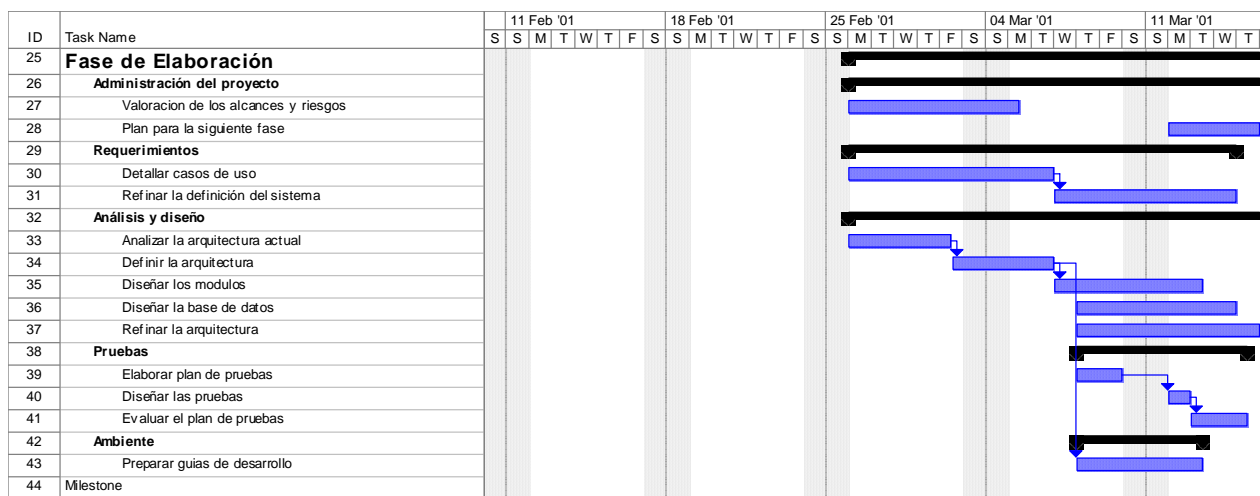 11 Feb '01 18 Feb '01 25 Feb '01 04 Mar '01 11 Mar '01
ID Task Name S S M T W T F S S M T W T F S S M T W T F S S M T W T F S S M T W T
25 Fase de Elaboración
26 Administración del proyecto
27 Valoracion de los alcances y riesgos
28 Plan para la siguiente fase
29 Requerimientos
30 Detallar casos de uso
31 Refinar la definición del sistema
32 Análisis y diseño
33 Analizar la arquitectura actual
34 Definir la arquitectura
35 Diseñar los modulos
36 Diseñar la base de datos
37 Refinar la arquitectura
38 Pruebas
39 Elaborar plan de pruebas
40 Diseñar las pruebas
41 Evaluar el plan de pruebas
42 Ambiente
43 Preparar guias de desarrollo
44 Milestone